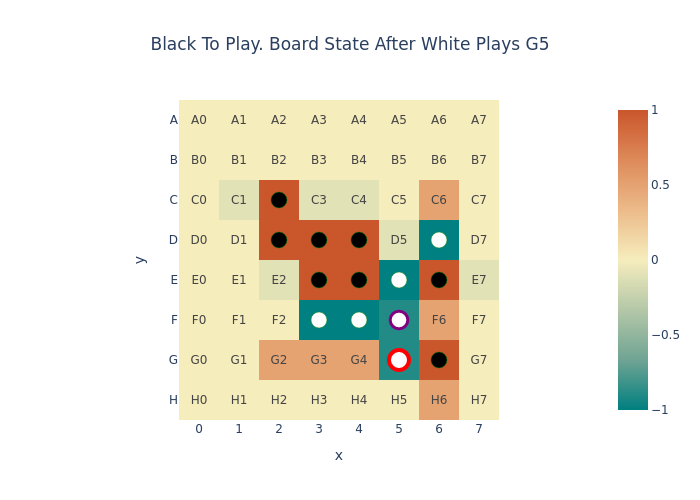 Black To Play. Board State After White Plays G5
A A0 A1 A2 A3 A4 A5 A6 A7
B B0 B1 B2 B3 B4 B5 B6 B7
C C0 C1 C3 C4 C5 C6 C7
D D0 D1 D5 D7
E E0 E1 E2 E7
F F0 F1 F2 F6 F7
G G0 G1 G2 G3 G4 G7
H H0 H1 H2 H3 H4 H5 H6 H7
0 1 2 3 4 5 6 7
x
y
1
0.5
0
−0.5
−1